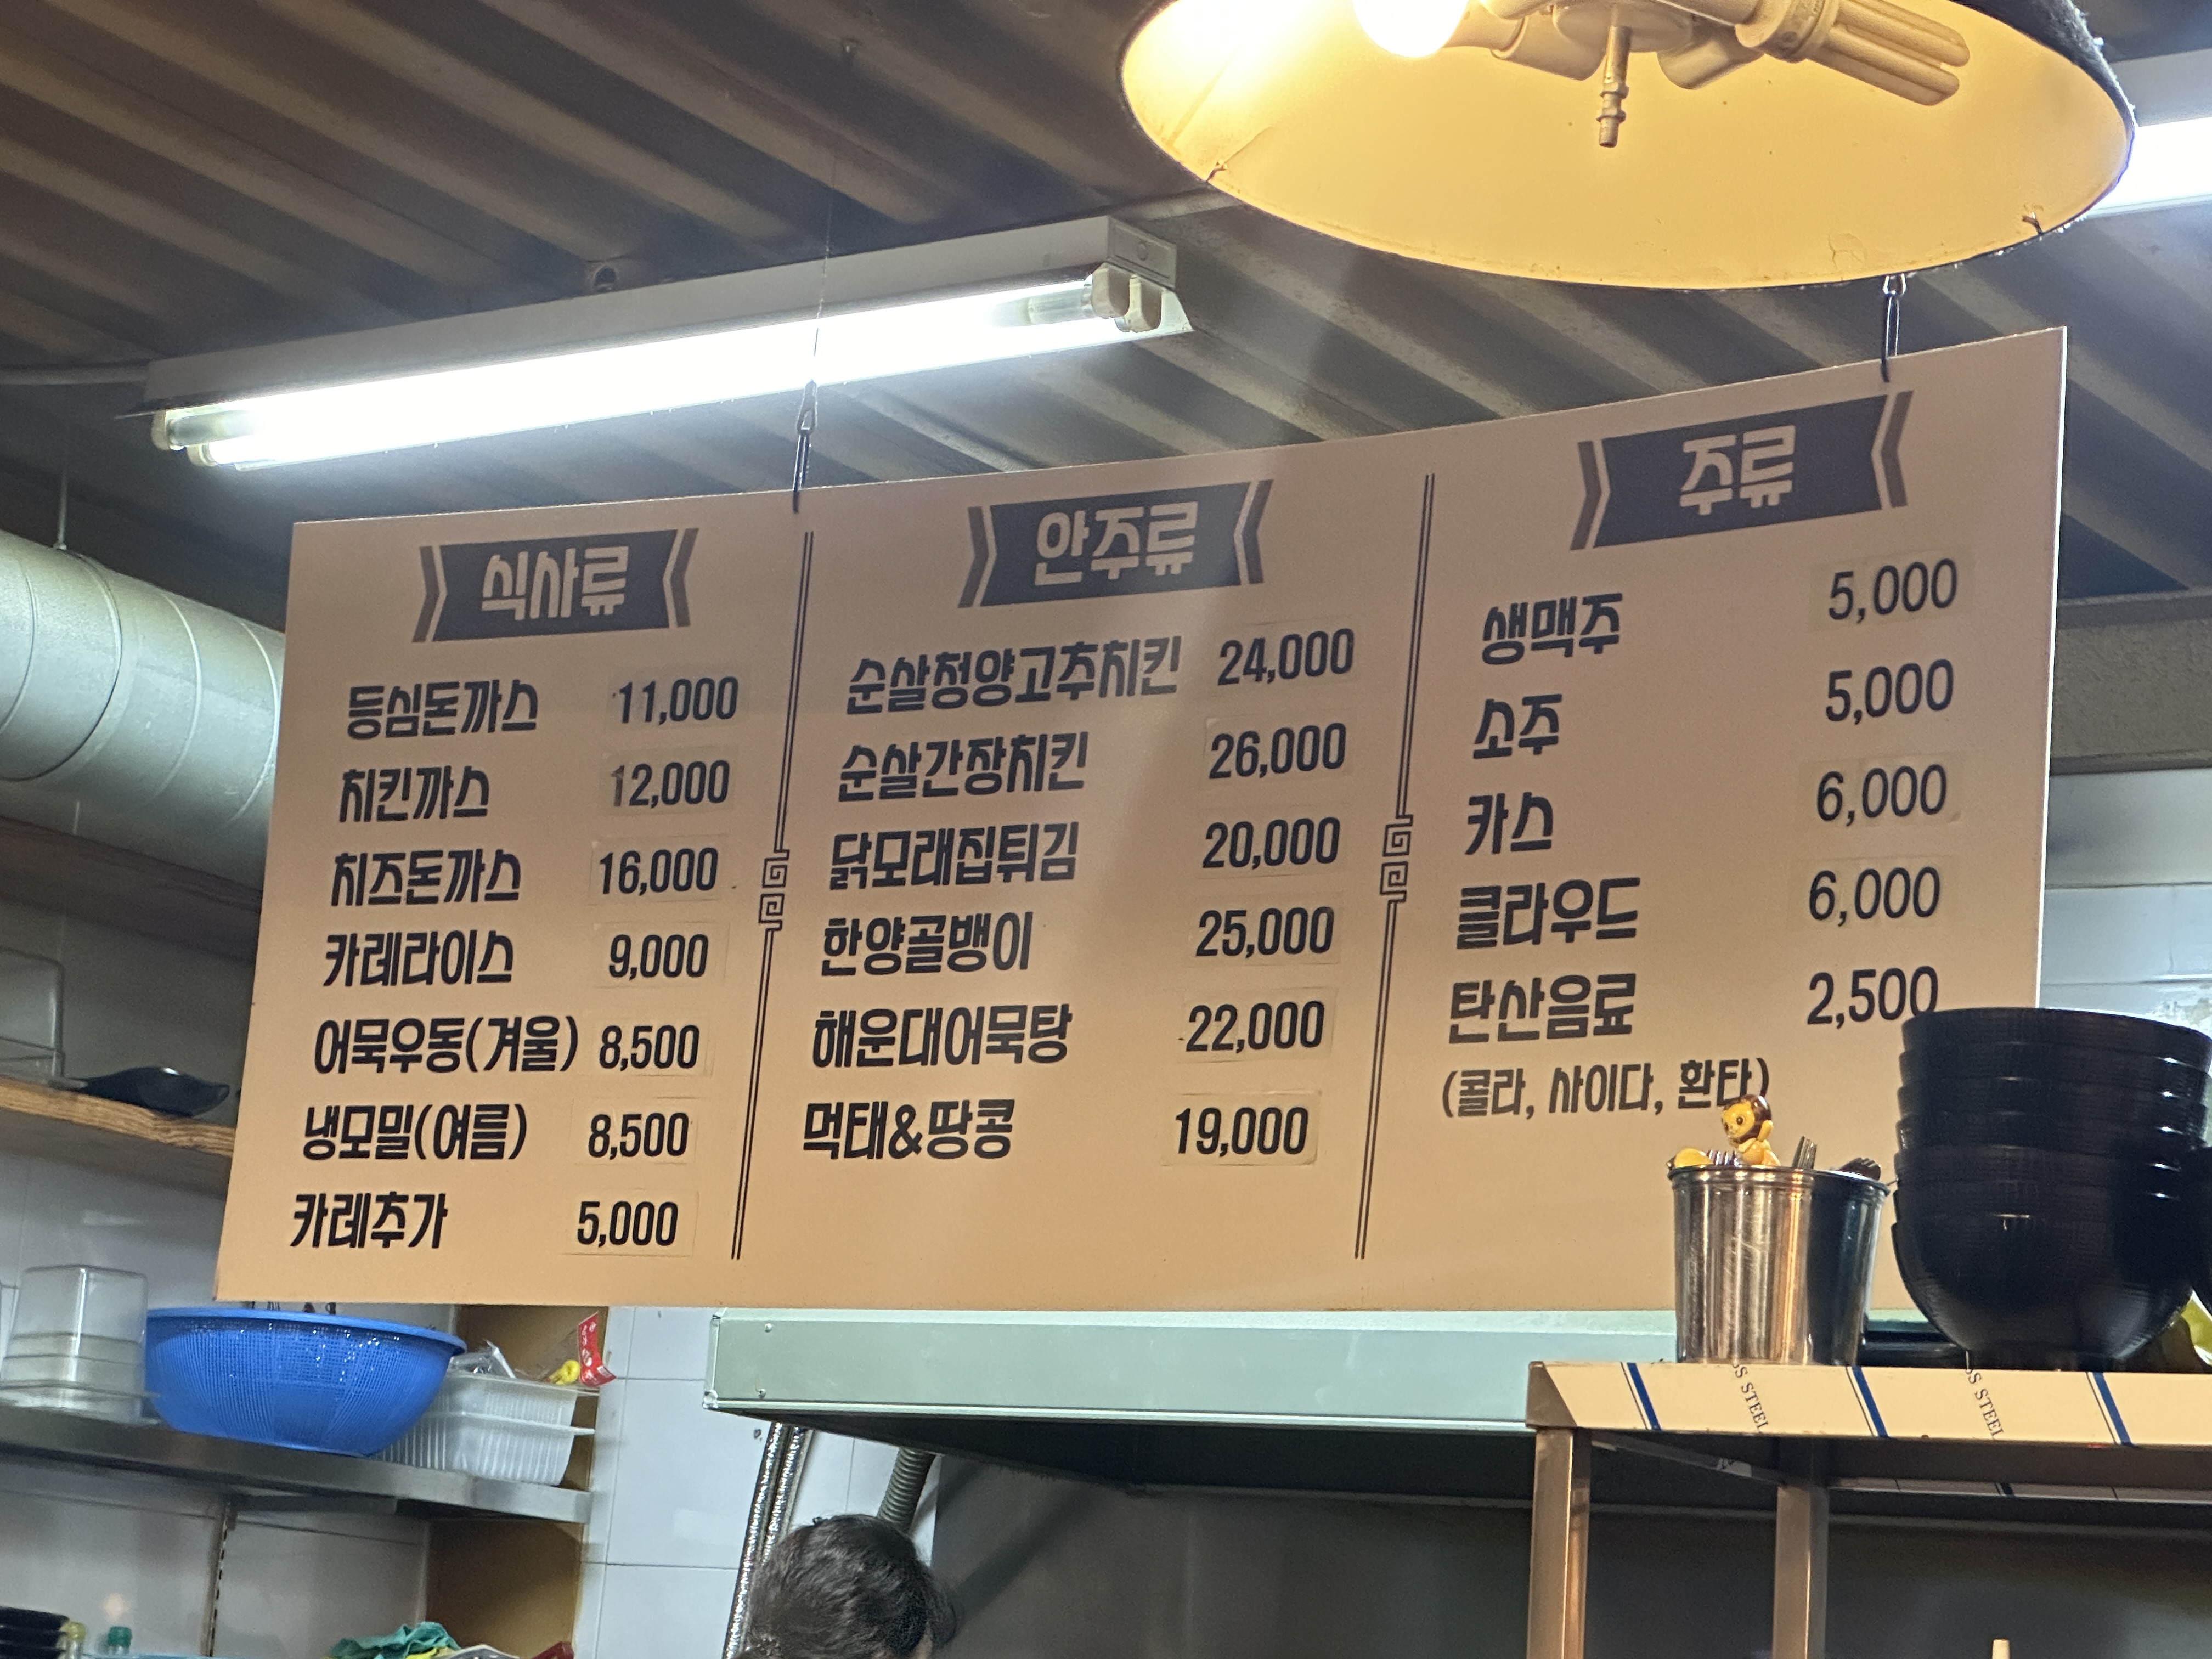 식사류
등심돈까스 11,000
치킨까스 12,000
치즈돈까스 16,000
카레라이스 9,000
어묵우동(겨울) 8,500
냉모밀(여름) 8,500
카레추가 5,000
안주류
순살청양고추치킨 24,000
순살간장치킨 26,000
닭모래집튀김 20,000
한양골뱅이 25,000
해운대어묵탕 22,000
먹태&땅콩 19,000
주류
생맥주 5,000
소주 5,000
카스 6,000
클라우드 6,000
탄산음료 2,500
(콜라, 사이다, 환타)
SS STEEL
SS STEEL